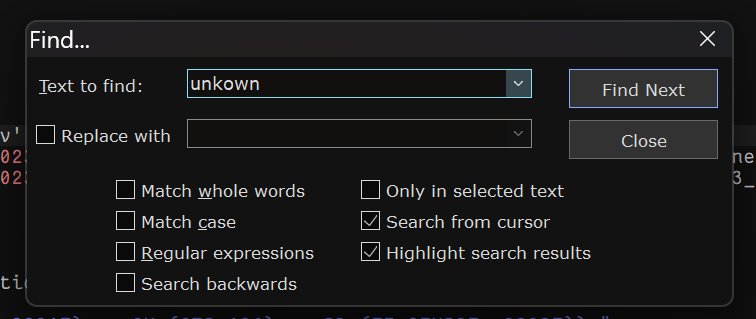 Find...
Text to find: unkown Find Next
Replace with Close
Match whole words Only in selected text
Match case Search from cursor
Regular expressions Highlight search results
Search backwards